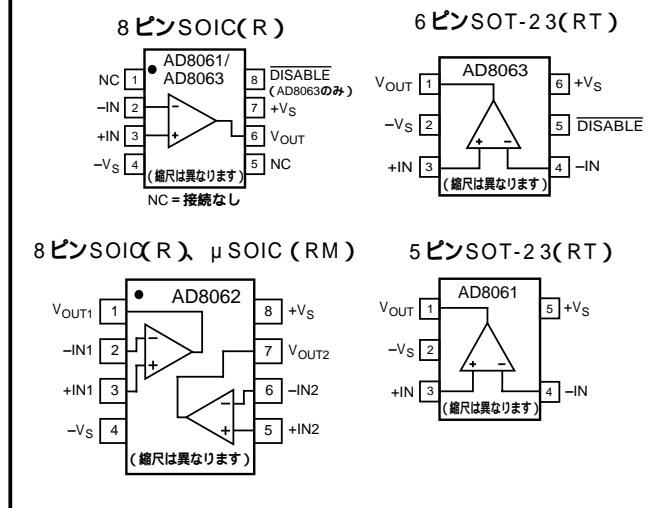 8ピンSOIC(R)
AD8061/
AD8063
NC 1
–IN 2
+IN 3
–VS 4
8 DISABLE
(AD8063のみ)
7 +VS
6 VOUT
5 NC
(縮尺は異なります)
NC = 接続なし
6ピンSOT-23(RT)
AD8063
VOUT 1
–VS 2
+IN 3
6 +VS
5 DISABLE
4 –IN
(縮尺は異なります)
8ピンSOIC(R)、μSOIC(RM)
AD8062
VOUT1 1
–IN1 2
+IN1 3
–VS 4
8 +VS
7 VOUT2
6 –IN2
5 +IN2
(縮尺は異なります)
5ピンSOT-23(RT)
AD8061
VOUT 1
–VS 2
+IN 3
5 +VS
4 –IN
(縮尺は異なります)